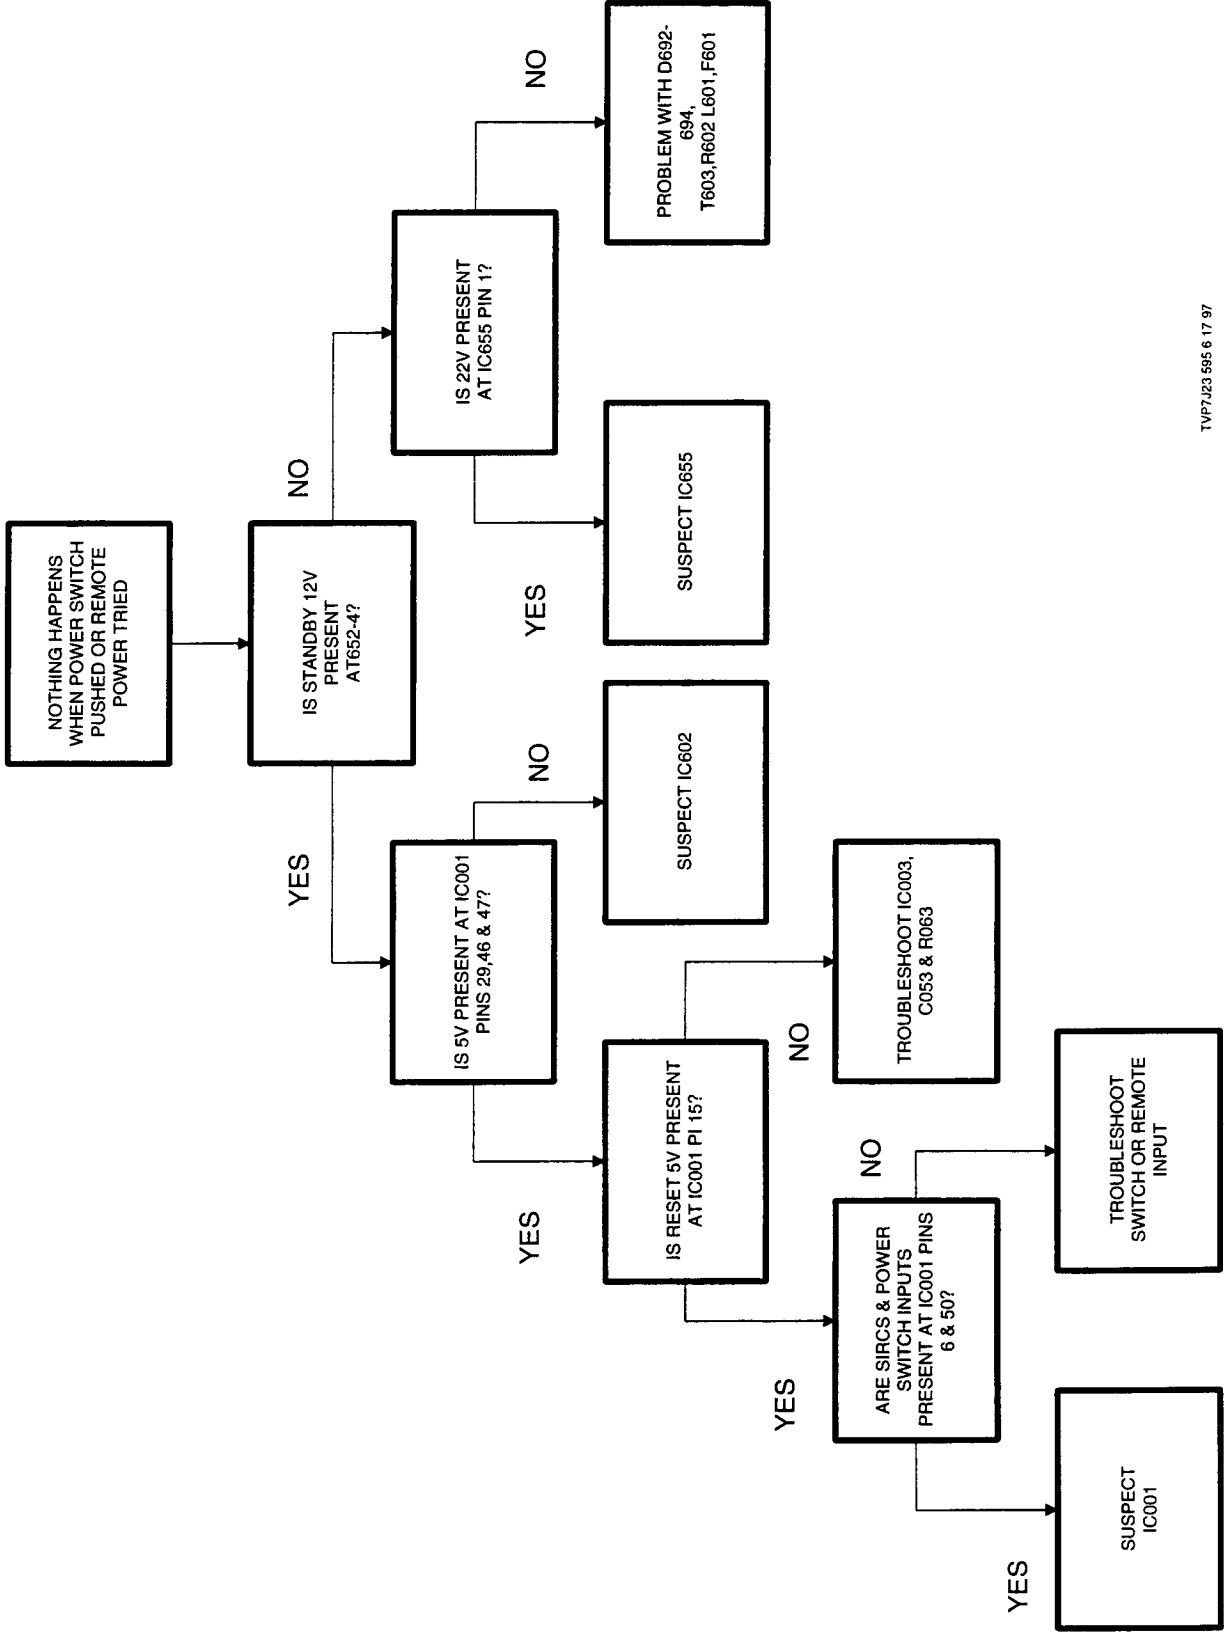 NOTHING HAPPENS
WHEN POWER SWITCH
PUSHED OR REMOTE
POWER TRIED
IS STANDBY 12V
PRESENT
AT652-4?
YES
NO
IS 5V PRESENT AT IC001
PINS 29,46 & 47?
IS 22V PRESENT
AT IC655 PIN 1?
YES
NO
YES
NO
IS RESET 5V PRESENT
AT IC001 PI 15?
SUSPECT IC602
SUSPECT IC655
PROBLEM WITH D692-
694,
T603,R602 L601,F601
YES
NO
ARE SIRCS & POWER
SWITCH INPUTS
PRESENT AT IC001 PINS
6 & 50?
TROUBLESHOOT IC003,
C053 & R063
YES
NO
SUSPECT
IC001
TROUBLESHOOT
SWITCH OR REMOTE
INPUT
TVP7J23 595 6 17 97